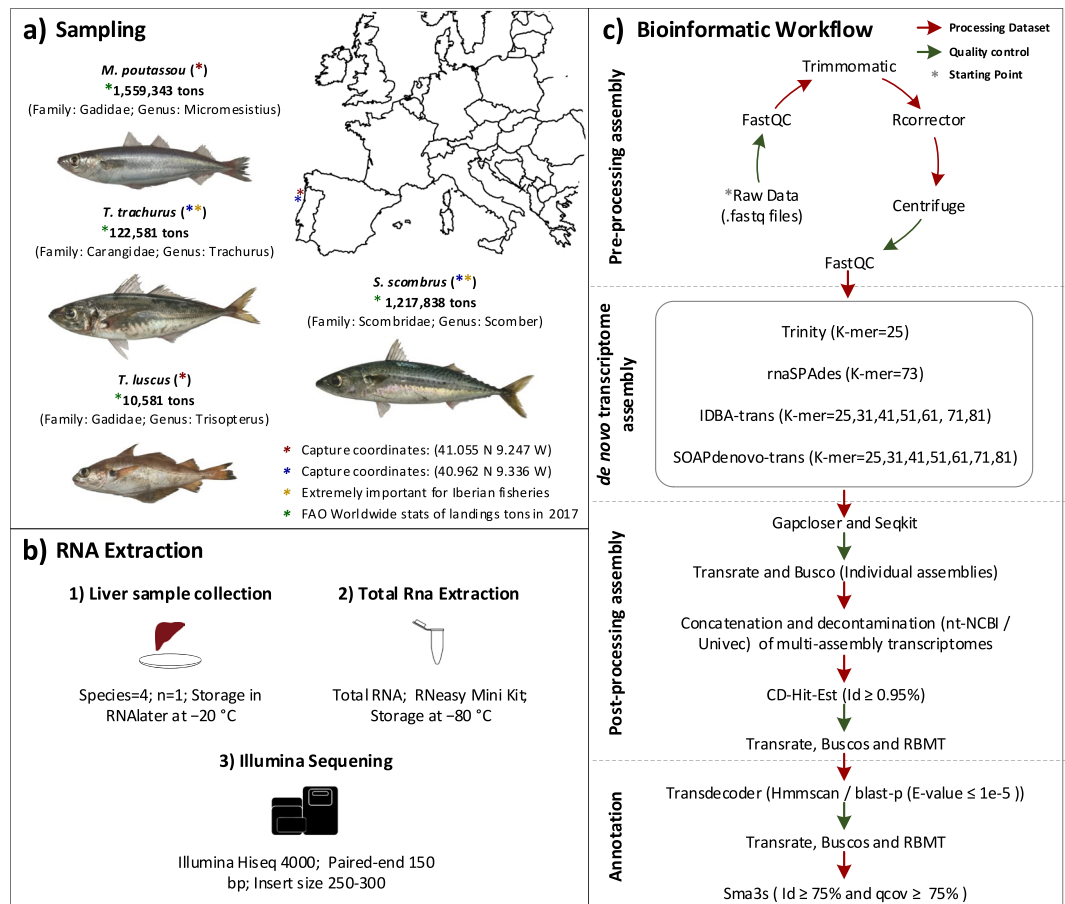 a) Sampling
M. poutassou (*)
*1,559,343 tons
(Family: Gadidae; Genus: Micromesistius)
T. trachurus (**)
*122,581 tons
(Family: Carangidae; Genus: Trachurus)
S. scombrus (**)
* 1,217,838 tons
(Family: Scombridae; Genus: Scomber)
T. luscus (*)
*10,581 tons
(Family: Gadidae; Genus: Trisopterus)
* Capture coordinates: (41.055 N 9.247 W)
* Capture coordinates: (40.962 N 9.336 W)
* Extremely important for Iberian fisheries
* FAO Worldwide stats of landings tons in 2017
b) RNA Extraction
1) Liver sample collection
Species=4; n=1; Storage in
RNAlater at −20 °C
2) Total Rna Extraction
Total RNA; RNeasy Mini Kit;
Storage at −80 °C
3) Illumina Sequening
Illumina Hiseq 4000; Paired-end 150
bp; Insert size 250-300
c) Bioinformatic Workflow
Processing Dataset
Quality control
* Starting Point
Pre-processing assembly
*Raw Data
(.fastq files)
FastQC
Trimmomatic
Rcorrector
Centrifuge
FastQC
de novo transcriptome
assembly
Trinity (K-mer=25)
rnaSPAdes (K-mer=73)
IDBA-trans (K-mer=25,31,41,51,61, 71,81)
SOAPdenovo-trans (K-mer=25,31,41,51,61,71,81)
Post-processing assembly
Gapcloser and Seqkit
Transrate and Busco (Individual assemblies)
Concatenation and decontamination (nt-NCBI /
Univec) of multi-assembly transcriptomes
CD-Hit-Est (Id ≥ 0.95%)
Transrate, Buscos and RBMT
Annotation
Transdecoder (Hmmscan / blast-p (E-value ≤ 1e-5 ))
Transrate, Buscos and RBMT
Sma3s ( Id ≥ 75% and qcov ≥ 75% )